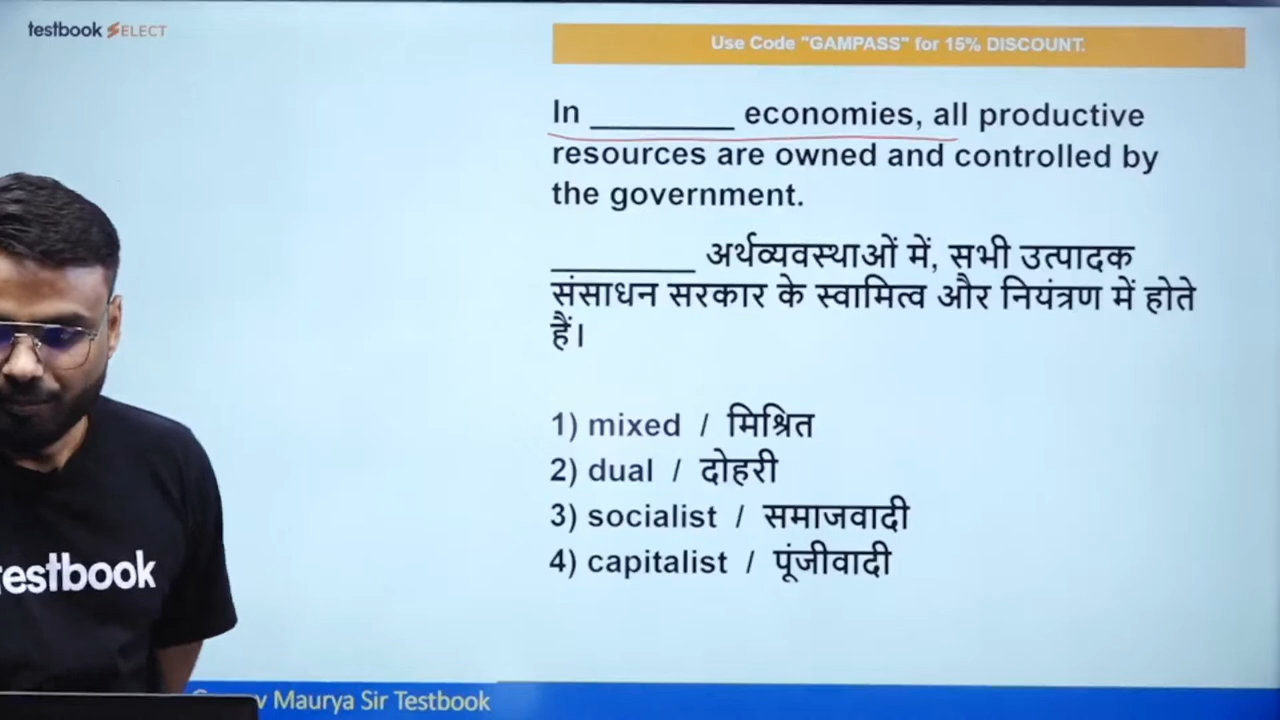 testbook SELECT
Use Code "GAMPASS" for 15% DISCOUNT.
In ________ economies, all productive
resources are owned and controlled by
the government.
________ अर्थव्यवस्थाओं में, सभी उत्पादक
संसाधन सरकार के स्वामित्व और नियंत्रण में होते
हैं।
1) mixed / मिश्रित
2) dual / दोहरी
3) socialist / समाजवादी
4) capitalist / पूंजीवादी
testbook
Maurya Sir Testbook